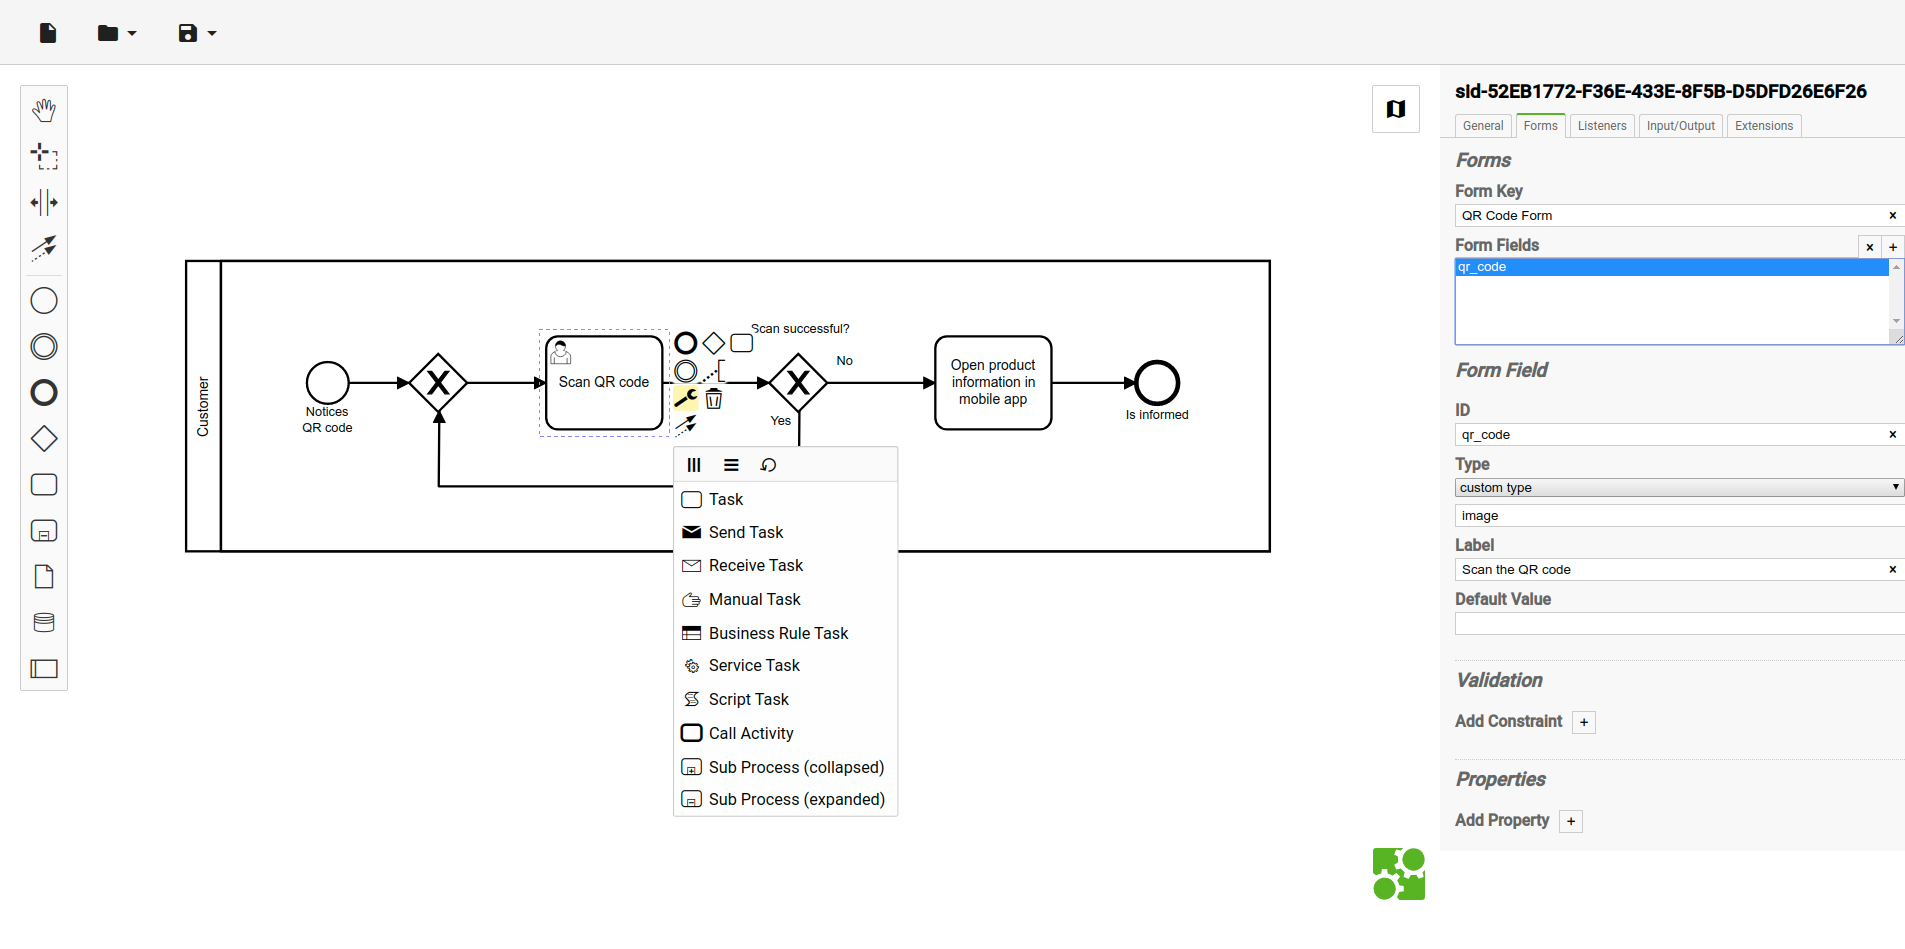 sid-52EB1772-F36E-433E-8F5B-D5DFD26E6F26
General Forms Listeners Input/Output Extensions
Forms
Form Key
QR Code Form
Form Fields
qr_code
Form Field
ID
qr_code
Type
custom type
image
Label
Scan the QR code
Default Value
Validation
Add Constraint
Properties
Add Property
Customer
Notices
QR code
Scan QR code
Scan successful?
No
Yes
Open product
information in
mobile app
Is informed
Task
Send Task
Receive Task
Manual Task
Business Rule Task
Service Task
Script Task
Call Activity
Sub Process (collapsed)
Sub Process (expanded)